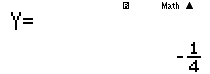 R Math ▲
Y=
-1/4